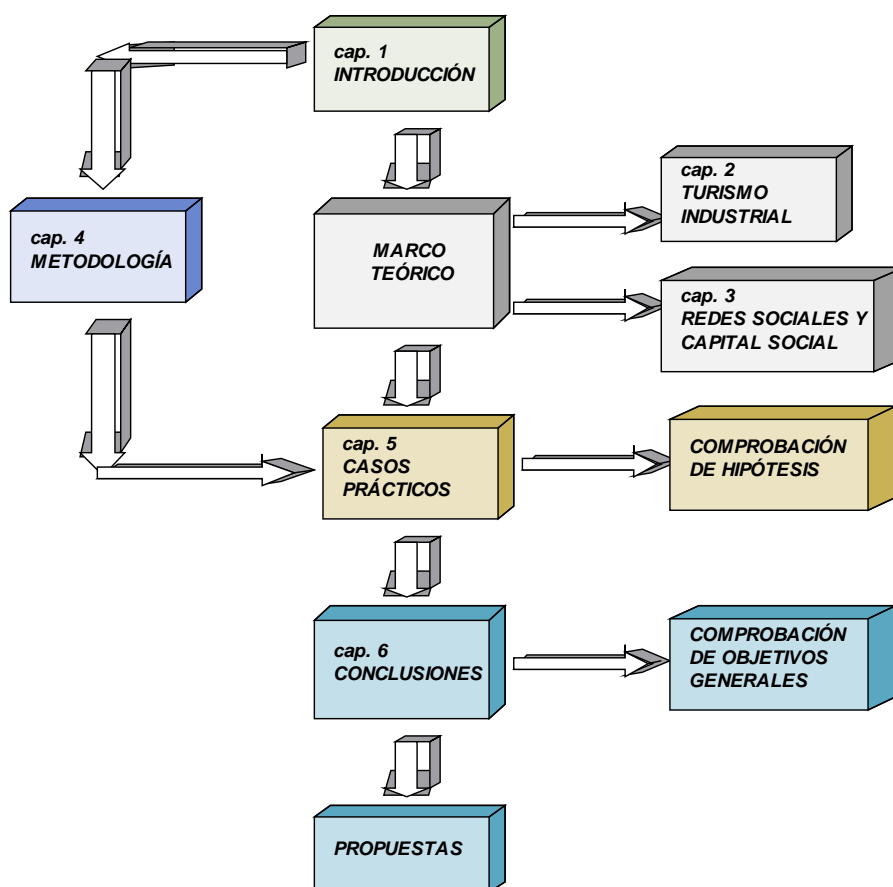 cap. 1
INTRODUCCIÓN
cap. 2
TURISMO
INDUSTRIAL
cap. 4
METODOLOGÍA
MARCO
TEÓRICO
cap. 3
REDES SOCIALES Y
CAPITAL SOCIAL
cap. 5
CASOS
PRÁCTICOS
COMPROBACIÓN
DE HIPÓTESIS
cap. 6
CONCLUSIONES
COMPROBACIÓN
DE OBJETIVOS
GENERALES
PROPUESTAS